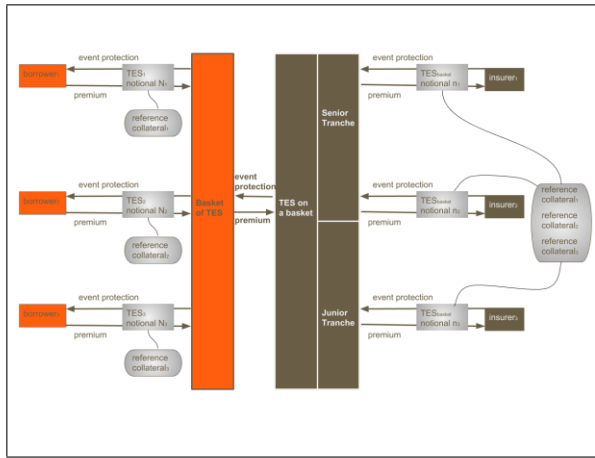 event protection
borrower₁
TES₁
notional N₁
premium
reference
collateral₁
event protection
borrower₂
TES₂
notional N₂
premium
reference
collateral₂
event protection
TES₃
notional N₁
premium
reference
collateral₃
Basket
of TES
event
protection
premium
TES on
a basket
Senior
Tranche
Junior
Tranche
event protection
TESbasket
notional n₁
insurer₁
premium
event protection
TESbasket
notional n₂
insurer₂
premium
event protection
TESbasket
notional n₃
insurer₃
premium
reference
collateral₁
reference
collateral₂
reference
collateral₃